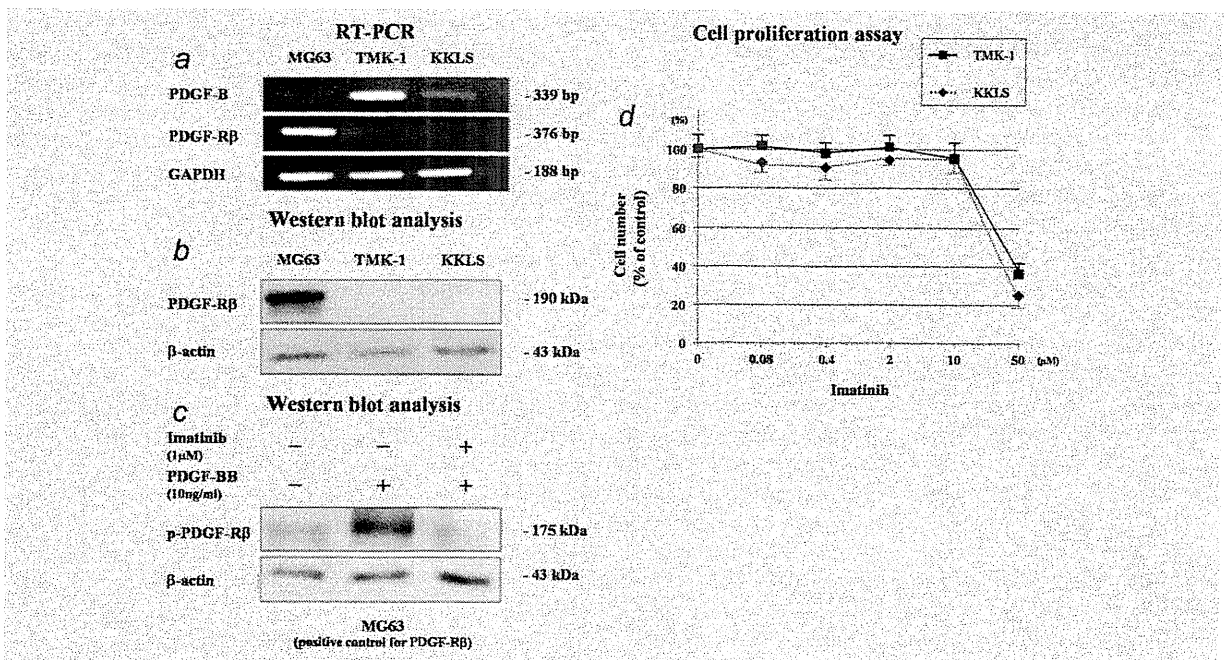 RT-PCR
a
MG63 TMK-1 KKLS
PDGF-B - 339 bp
PDGF-Rβ - 376 bp
GAPDH - 188 bp
Western blot analysis
b
MG63 TMK-1 KKLS
PDGF-Rβ - 190 kDa
β-actin - 43 kDa
Western blot analysis
c
Imatinib
(1μM) − − +
PDGF-BB
(10ng/ml) − + +
p-PDGF-Rβ - 175 kDa
β-actin - 43 kDa
MG63
(positive control for PDGF-Rβ)
Cell proliferation assay
TMK-1
KKLS
d
(%)
100
80
60
40
20
0
Cell number
(% of control)
0 0.08 0.4 2 10 50 (μM)
Imatinib